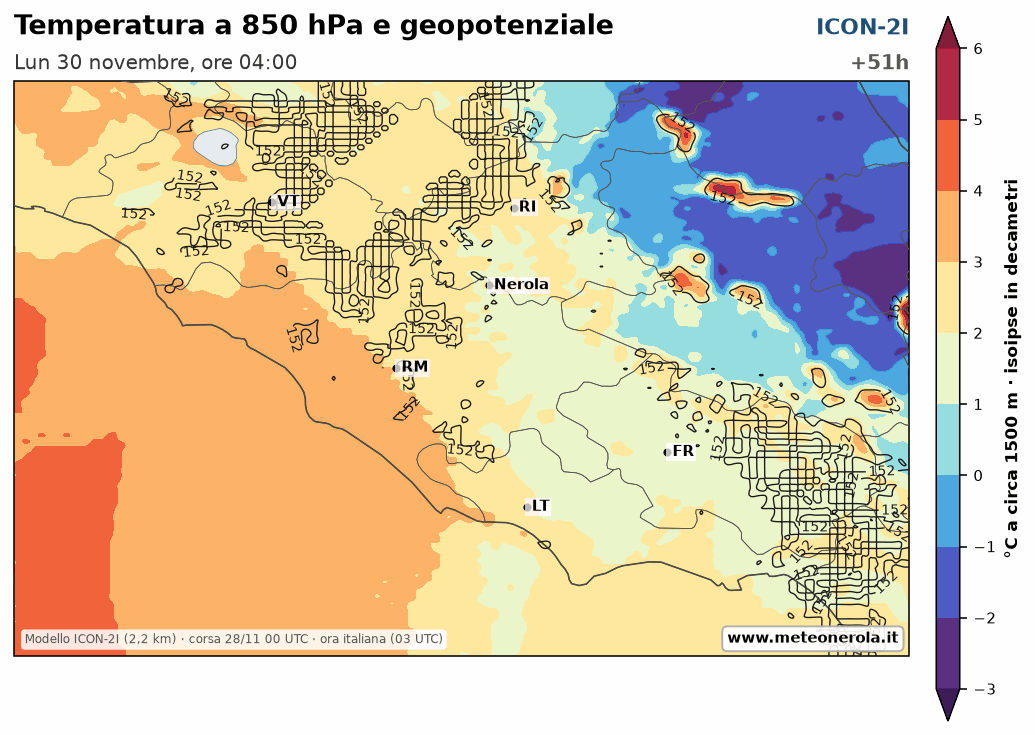 Temperatura a 850 hPa e geopotenziale
ICON-2I
Lun 30 novembre, ore 04:00
+51h
VT
RI
Nerola
RM
FR
LT
152
Modello ICON-2I (2,2 km) · corsa 28/11 00 UTC · ora italiana (03 UTC)
www.meteonerola.it
6
5
4
3
2
1
0
−1
−2
−3
°C a circa 1500 m · isoipse in decametri